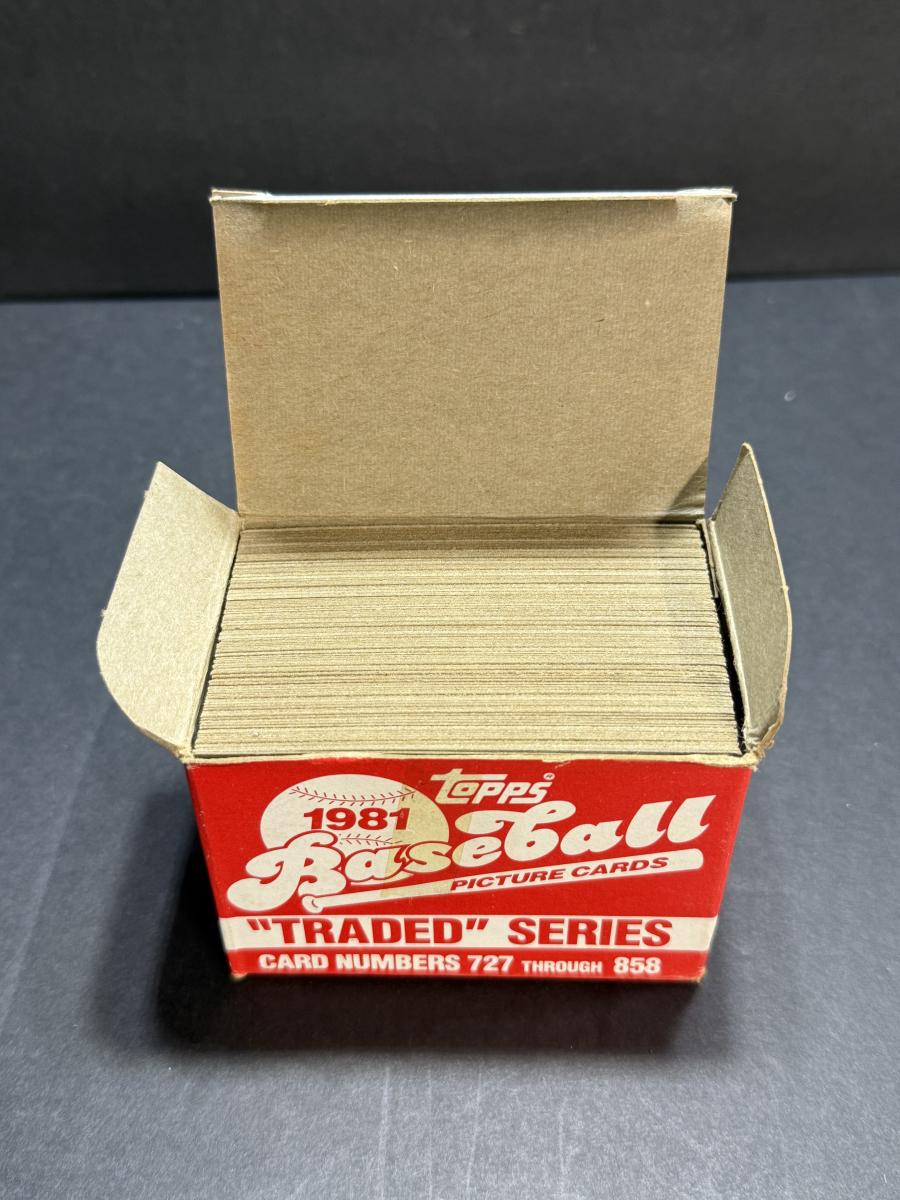 topps®
1981
Baseball
PICTURE CARDS
"TRADED" SERIES
CARD NUMBERS 727 THROUGH 858